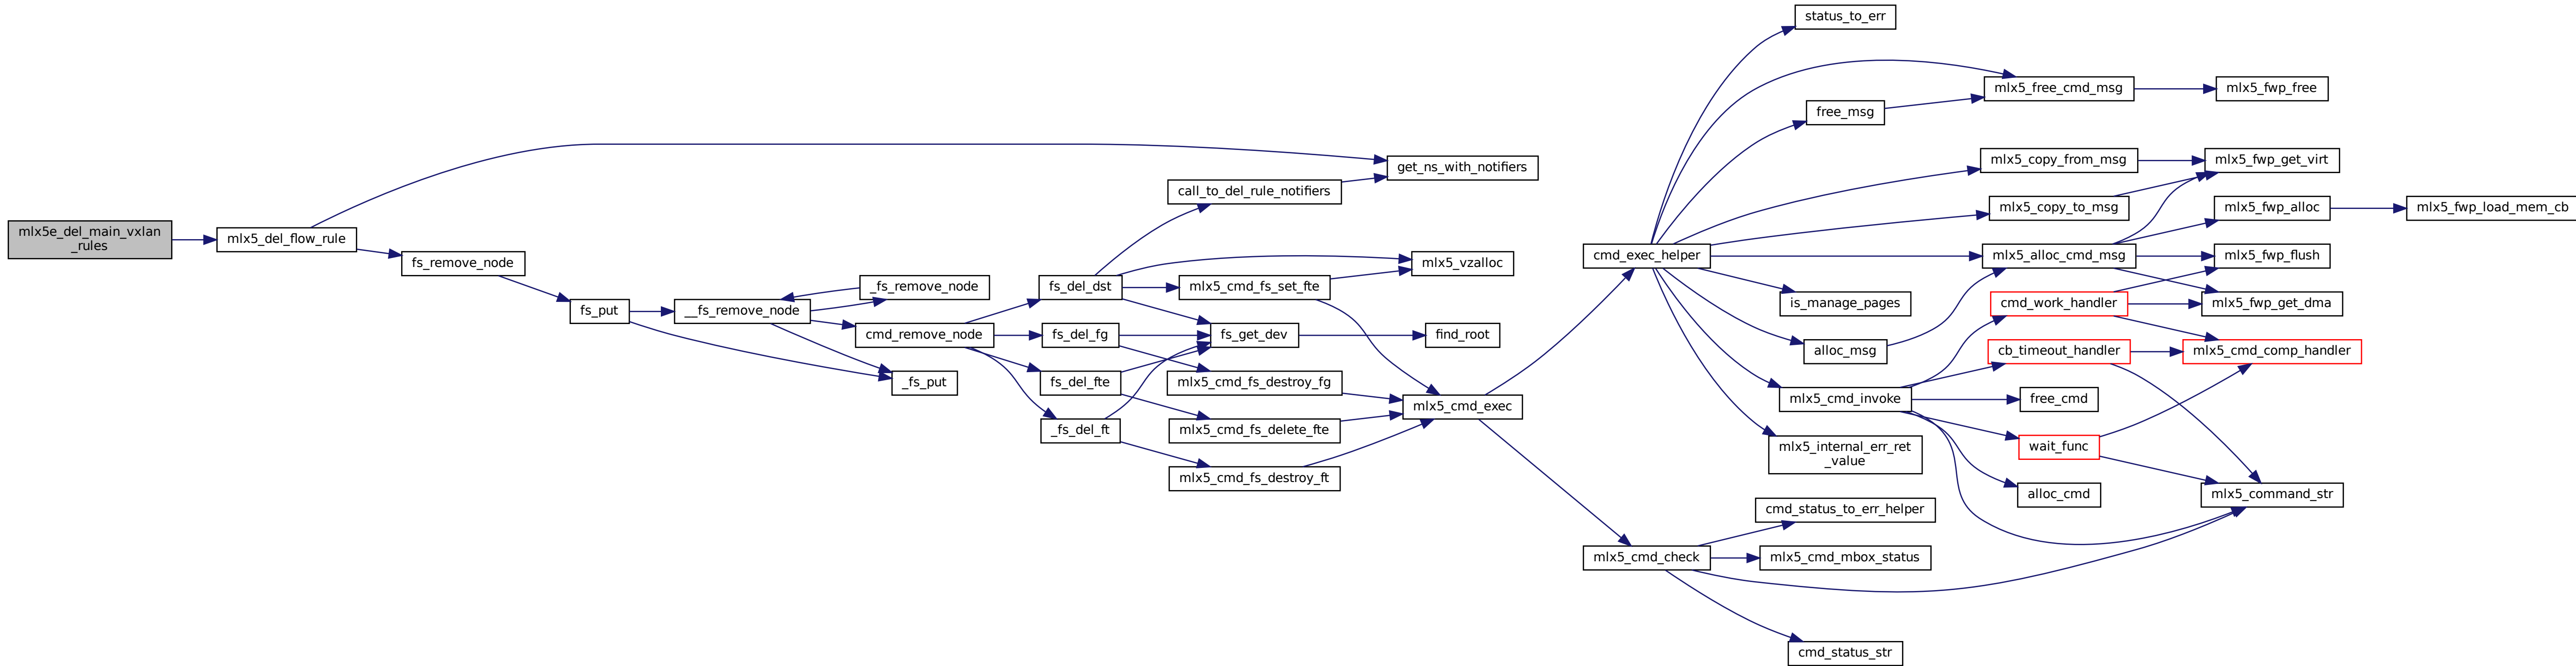 mlx5e_del_main_vxlan
_rules
mlx5_del_flow_rule
fs_remove_node
fs_put
__fs_remove_node
_fs_remove_node
cmd_remove_node
_fs_put
fs_del_dst
fs_del_fg
fs_del_fte
_fs_del_ft
call_to_del_rule_notifiers
mlx5_cmd_fs_set_fte
fs_get_dev
mlx5_cmd_fs_destroy_fg
mlx5_cmd_fs_delete_fte
mlx5_cmd_fs_destroy_ft
get_ns_with_notifiers
mlx5_vzalloc
find_root
mlx5_cmd_exec
cmd_exec_helper
mlx5_cmd_check
status_to_err
free_msg
is_manage_pages
alloc_msg
mlx5_cmd_invoke
mlx5_internal_err_ret
_value
cmd_status_to_err_helper
mlx5_cmd_mbox_status
cmd_status_str
mlx5_free_cmd_msg
mlx5_copy_from_msg
mlx5_copy_to_msg
mlx5_alloc_cmd_msg
cmd_work_handler
cb_timeout_handler
free_cmd
wait_func
alloc_cmd
mlx5_fwp_free
mlx5_fwp_get_virt
mlx5_fwp_alloc
mlx5_fwp_flush
mlx5_fwp_get_dma
mlx5_cmd_comp_handler
mlx5_command_str
mlx5_fwp_load_mem_cb